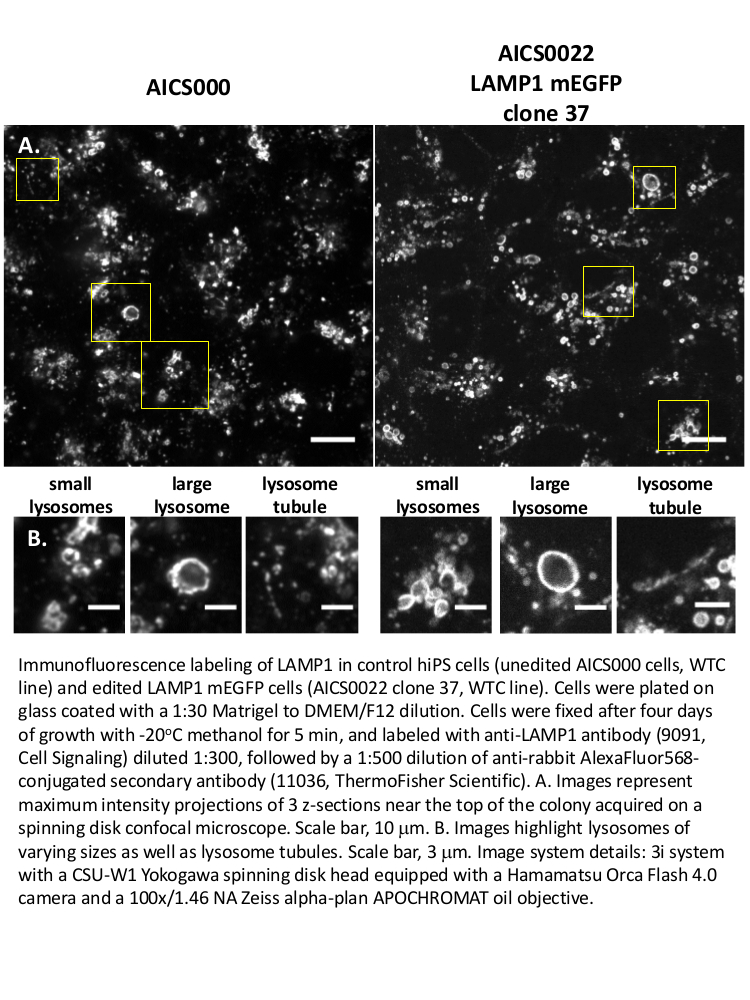 AICS000
AICS0022
LAMP1 mEGFP
clone 37
A.
small
lysosomes
large
lysosome
lysosome
tubule
small
lysosomes
large
lysosome
lysosome
tubule
B.
Immunofluorescence labeling of LAMP1 in control hiPS cells (unedited AICS000 cells, WTC
line) and edited LAMP1 mEGFP cells (AICS0022 clone 37, WTC line). Cells were plated on
glass coated with a 1:30 Matrigel to DMEM/F12 dilution. Cells were fixed after four days
of growth with -20°C methanol for 5 min, and labeled with anti-LAMP1 antibody (9091,
Cell Signaling) diluted 1:300, followed by a 1:500 dilution of anti-rabbit AlexaFluor568-
conjugated secondary antibody (11036, ThermoFisher Scientific). A. Images represent
maximum intensity projections of 3 z-sections near the top of the colony acquired on a
spinning disk confocal microscope. Scale bar, 10 μm. B. Images highlight lysosomes of
varying sizes as well as lysosome tubules. Scale bar, 3 μm. Image system details: 3i system
with a CSU-W1 Yokogawa spinning disk head equipped with a Hamamatsu Orca Flash 4.0
camera and a 100x/1.46 NA Zeiss alpha-plan APOCHROMAT oil objective.